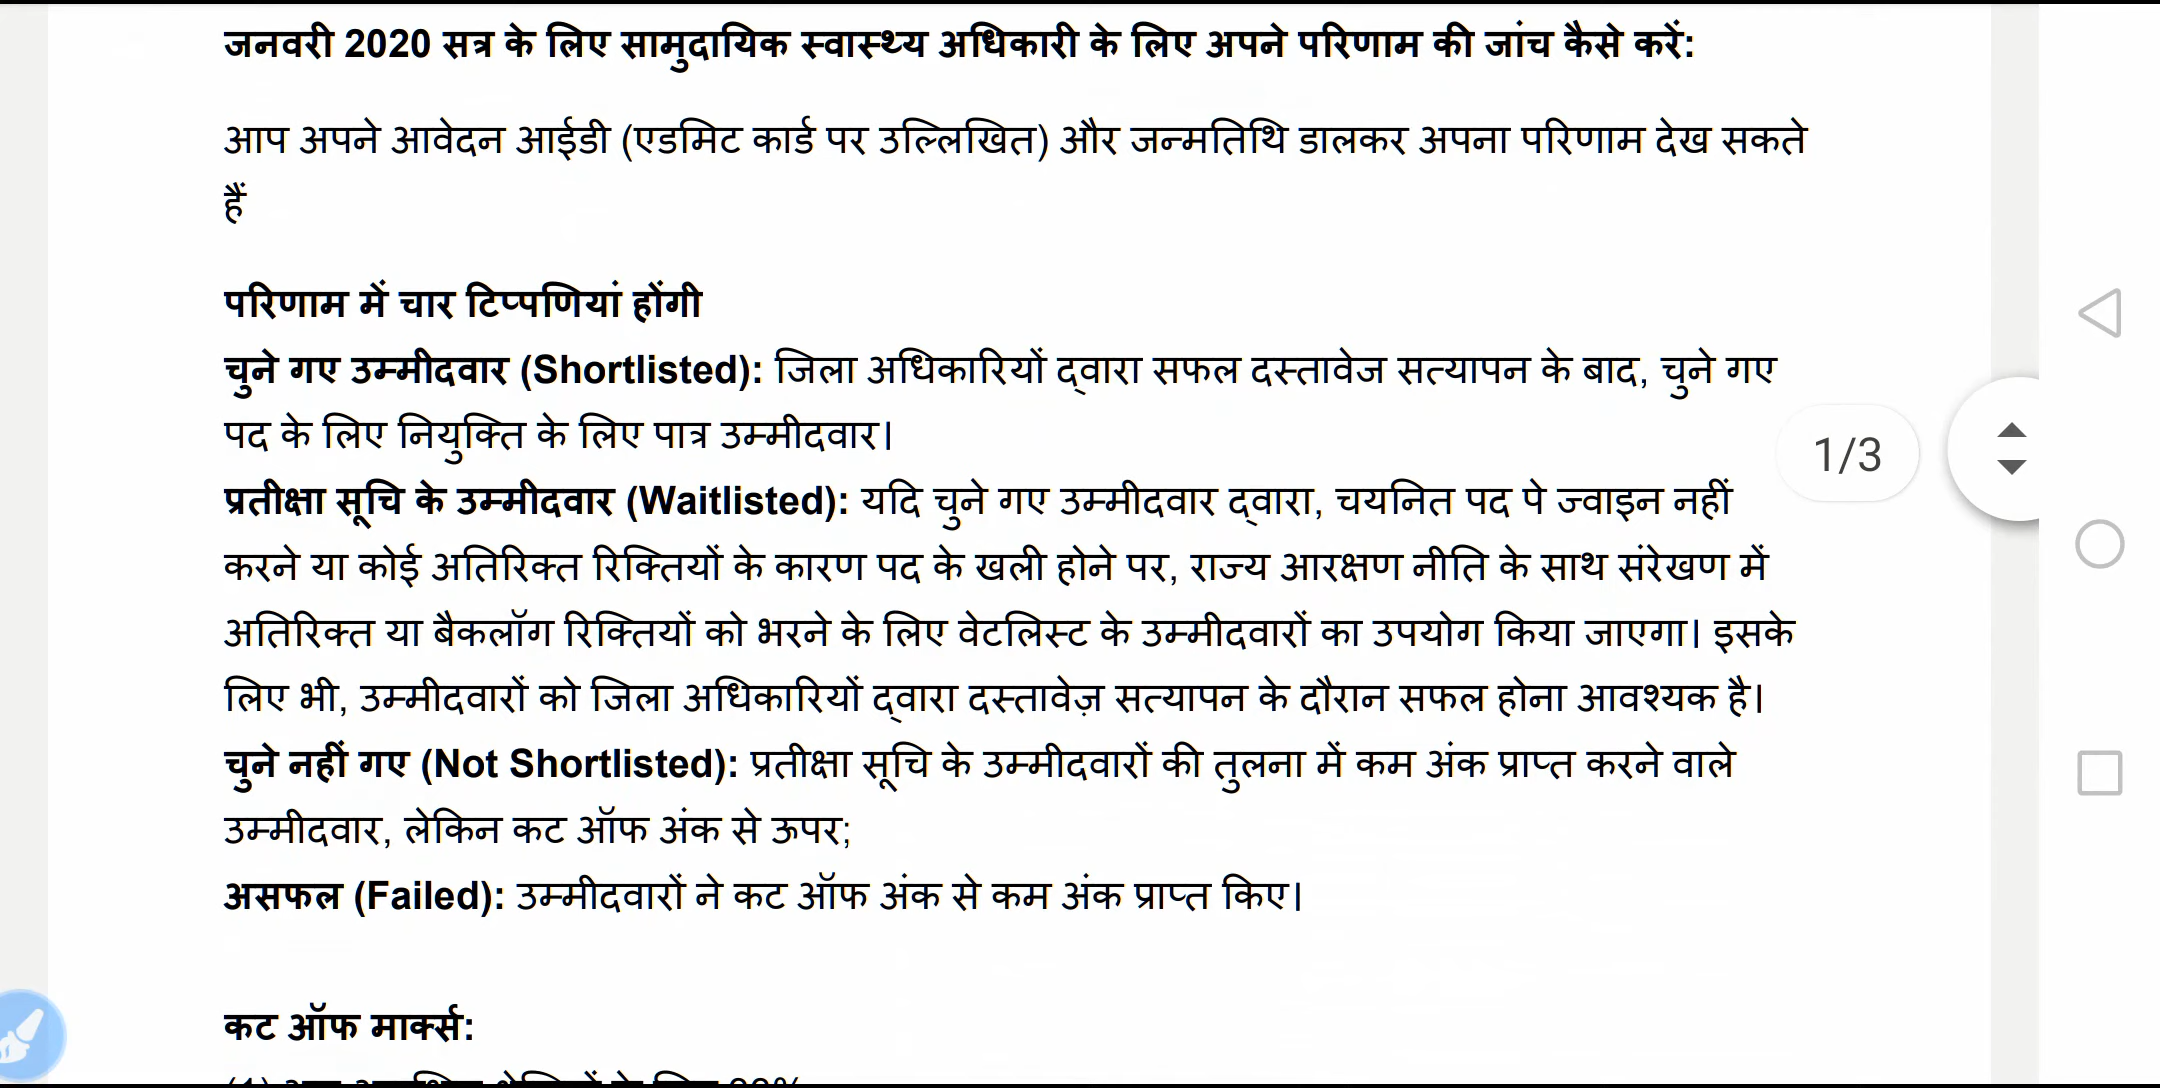 जनवरी 2020 सत्र के लिए सामुदायिक स्वास्थ्य अधिकारी के लिए अपने परिणाम की जांच कैसे करें:
आप अपने आवेदन आईडी (एडमिट कार्ड पर उल्लिखित) और जन्मतिथि डालकर अपना परिणाम देख सकते
हैं
परिणाम में चार टिप्पणियां होंगी
चुने गए उम्मीदवार (Shortlisted): जिला अधिकारियों द्वारा सफल दस्तावेज सत्यापन के बाद, चुने गए
पद के लिए नियुक्ति के लिए पात्र उम्मीदवार।
1/3
प्रतीक्षा सूचि के उम्मीदवार (Waitlisted): यदि चुने गए उम्मीदवार द्वारा, चयनित पद पे ज्वाइन नहीं
करने या कोई अतिरिक्त रिक्तियों के कारण पद के खली होने पर, राज्य आरक्षण नीति के साथ संरेखण में
अतिरिक्त या बैकलॉग रिक्तियों को भरने के लिए वेटलिस्ट के उम्मीदवारों का उपयोग किया जाएगा। इसके
लिए भी, उम्मीदवारों को जिला अधिकारियों द्वारा दस्तावेज़ सत्यापन के दौरान सफल होना आवश्यक है।
चुने नहीं गए (Not Shortlisted): प्रतीक्षा सूचि के उम्मीदवारों की तुलना में कम अंक प्राप्त करने वाले
उम्मीदवार, लेकिन कट ऑफ अंक से ऊपर;
असफल (Failed): उम्मीदवारों ने कट ऑफ अंक से कम अंक प्राप्त किए।
कट ऑफ मार्क्स: